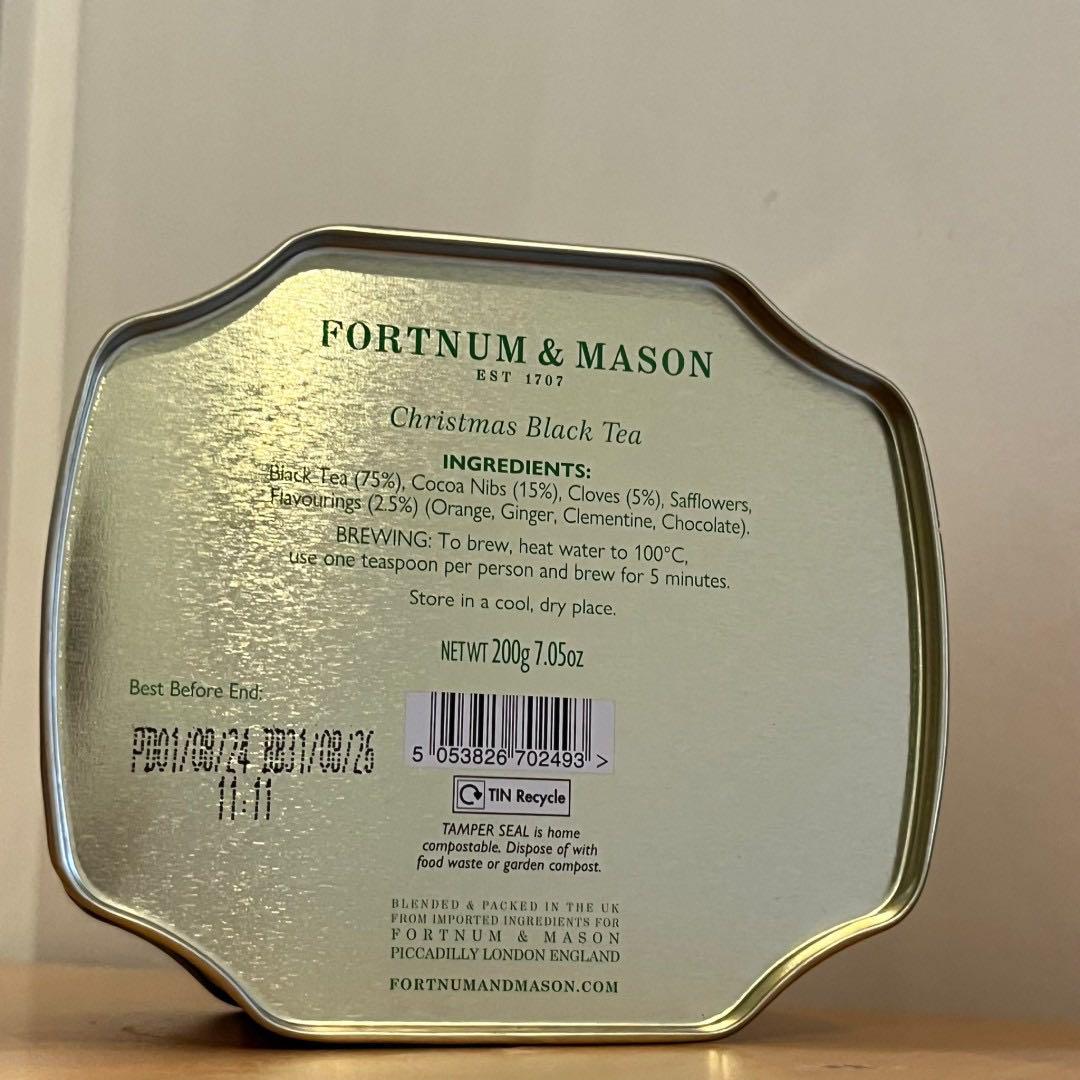 FORTNUM & MASON
EST 1707
Christmas Black Tea
INGREDIENTS:
Black Tea (75%), Cocoa Nibs (15%), Cloves (5%), Safflowers,
Flavourings (2.5%) (Orange, Ginger, Clementine, Chocolate).
BREWING: To brew, heat water to 100°C,
use one teaspoon per person and brew for 5 minutes.
Store in a cool, dry place.
NET WT 200g 7.05oz
Best Before End:
PD01/08/24 BB31/08/26
11:11
5 053826 702493 >
TIN Recycle
TAMPER SEAL is home
compostable. Dispose of with
food waste or garden compost.
BLENDED & PACKED IN THE UK
FROM IMPORTED INGREDIENTS FOR
FORTNUM & MASON
PICCADILLY LONDON ENGLAND
FORTNUMANDMASON.COM